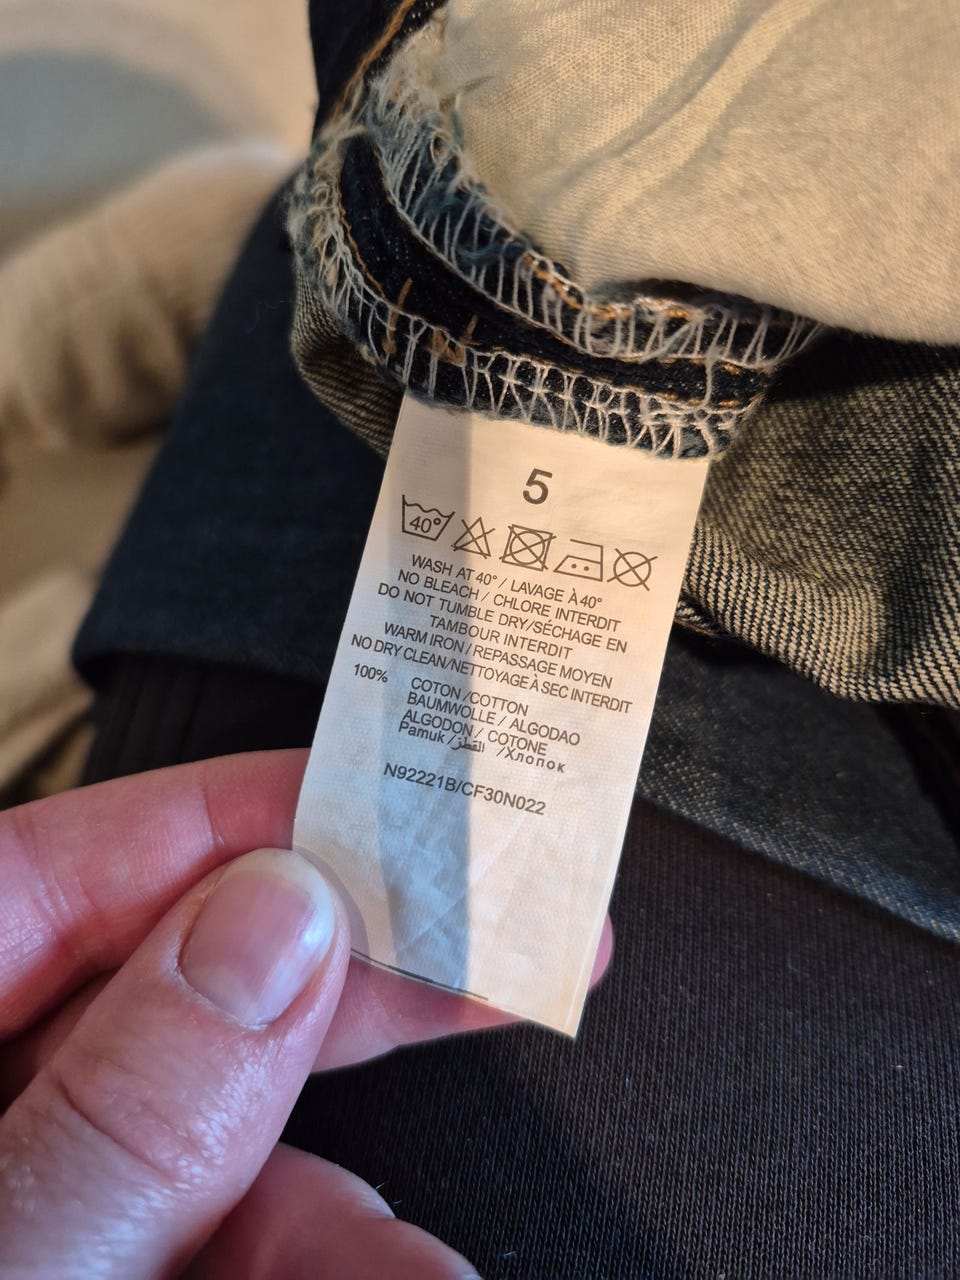 5
40°
WASH AT 40° / LAVAGE À 40°
NO BLEACH / CHLORE INTERDIT
DO NOT TUMBLE DRY/SÉCHAGE EN
TAMBOUR INTERDIT
WARM IRON / REPASSAGE MOYEN
NO DRY CLEAN/NETTOYAGE À SEC INTERDIT
100% COTON /COTTON
BAUMWOLLE / ALGODAO
ALGODON / COTONE
Pamuk / القطز /Хлопок
N92221B/CF30N022